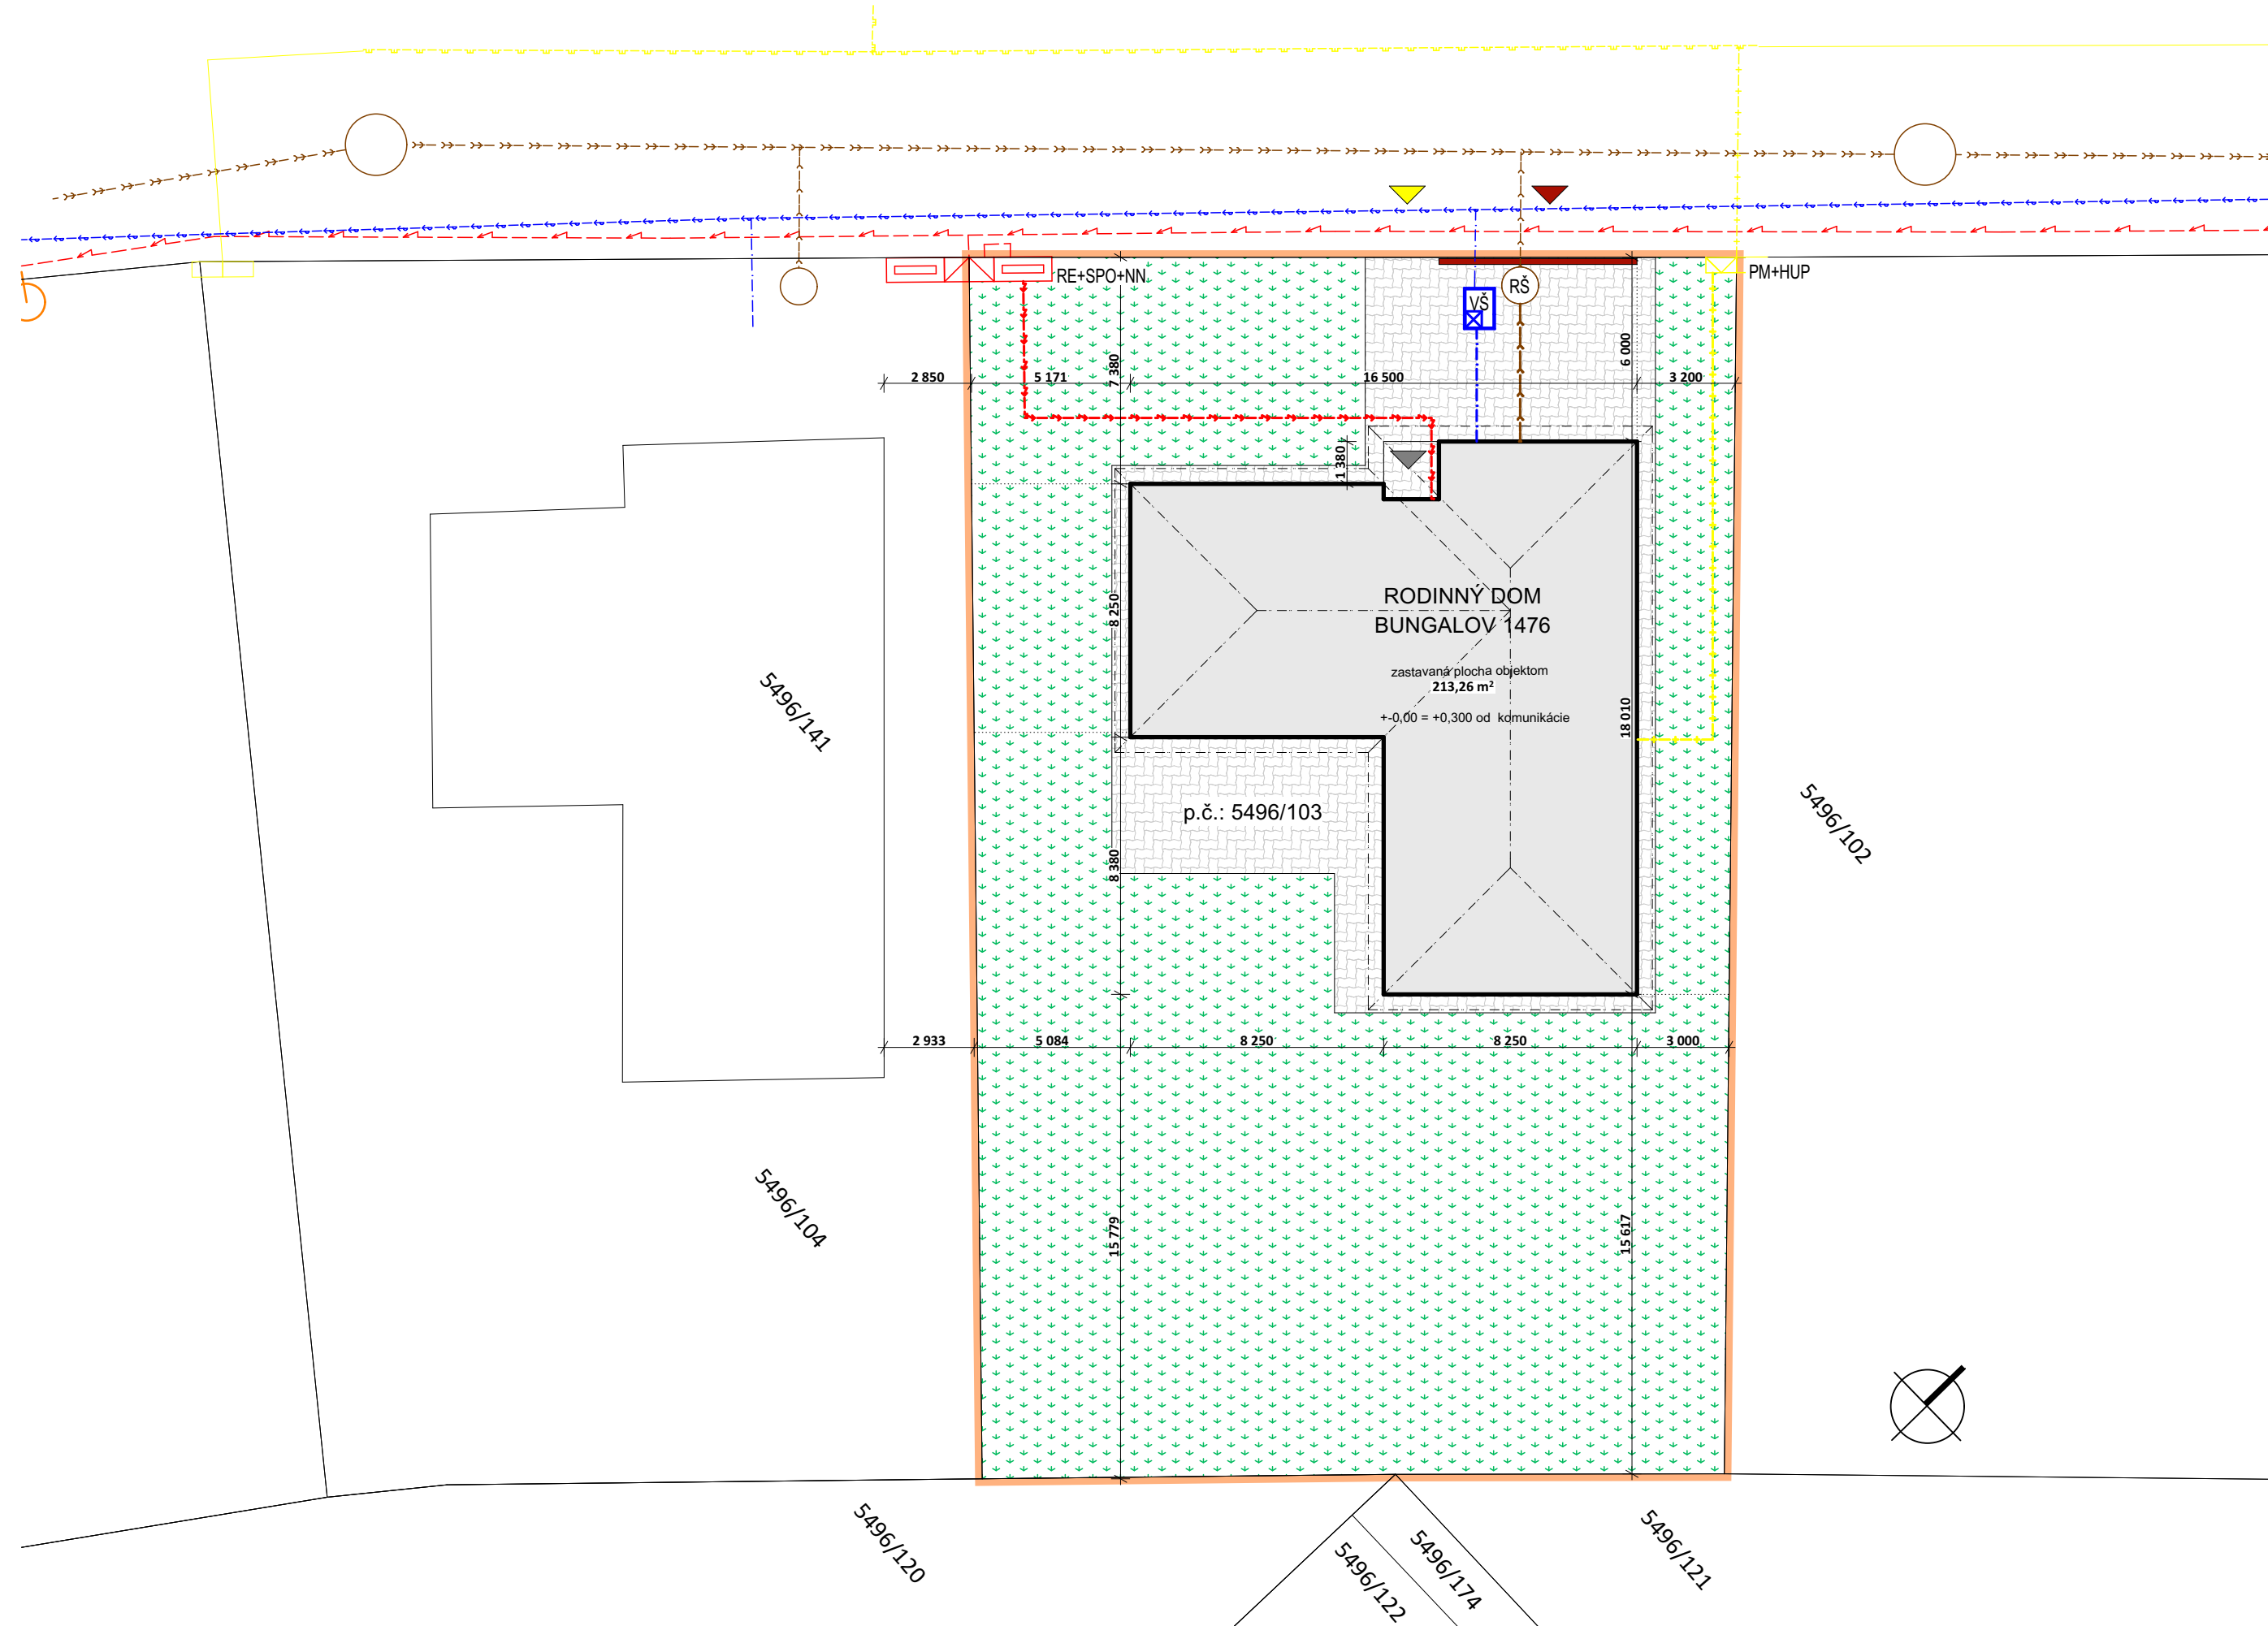 RE+SPO+NN
VŠ
RŠ
PM+HUP
2 850
5 171
7 380
16 500
6 000
3 200
1 380
8 250
RODINNÝ DOM
BUNGALOV 1476
zastavaná plocha objektom
213,26 m²
+-0,00 = +0,300 od komunikácie
18 010
5496/141
p.č.: 5496/103
5496/102
8 380
2 933
5 084
8 250
8 250
3 000
5496/104
15 779
15 617
5496/120
5496/122
5496/174
5496/121